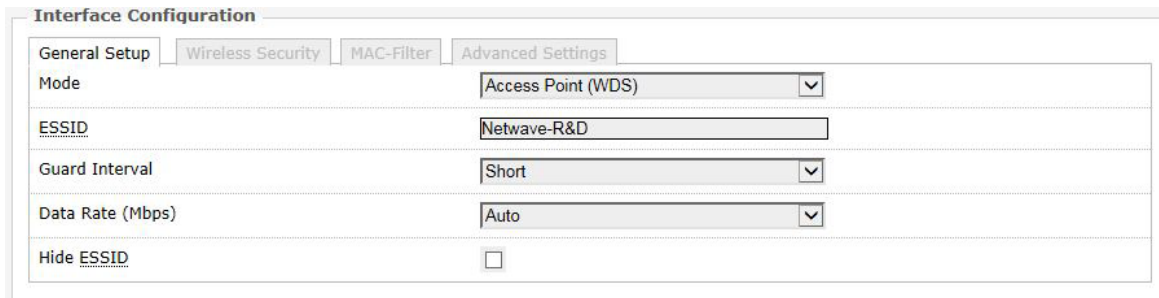 Interface Configuration
General Setup Wireless Security MAC-Filter Advanced Settings
Mode Access Point (WDS)
ESSID Netwave-R&D
Guard Interval Short
Data Rate (Mbps) Auto
Hide ESSID